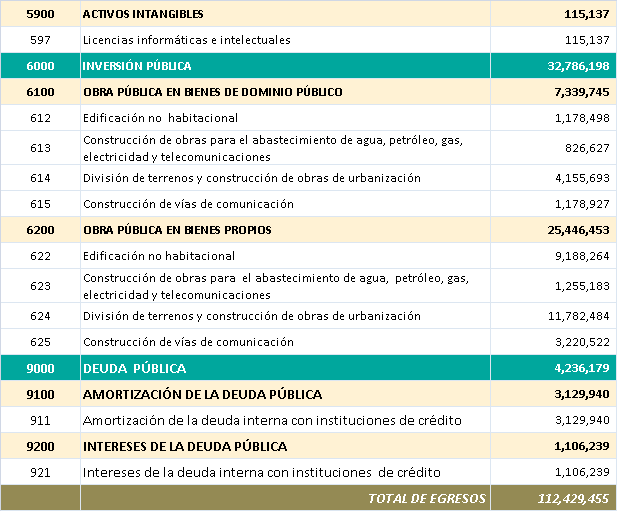 5900 ACTIVOS INTANGIBLES 115,137
597 Licencias informáticas e intelectuales 115,137
6000 INVERSIÓN PÚBLICA 32,786,198
6100 OBRA PÚBLICA EN BIENES DE DOMINIO PÚBLICO 7,339,745
612 Edificación no habitacional 1,178,498
613 Construcción de obras para el abastecimiento de agua, petróleo, gas,
electricidad y telecomunicaciones 826,627
614 División de terrenos y construcción de obras de urbanización 4,155,693
615 Construcción de vías de comunicación 1,178,927
6200 OBRA PÚBLICA EN BIENES PROPIOS 25,446,453
622 Edificación no habitacional 9,188,264
623 Construcción de obras para el abastecimiento de agua, petróleo, gas,
electricidad y telecomunicaciones 1,255,183
624 División de terrenos y construcción de obras de urbanización 11,782,484
625 Construcción de vías de comunicación 3,220,522
9000 DEUDA PÚBLICA 4,236,179
9100 AMORTIZACIÓN DE LA DEUDA PÚBLICA 3,129,940
911 Amortización de la deuda interna con instituciones de crédito 3,129,940
9200 INTERESES DE LA DEUDA PÚBLICA 1,106,239
921 Intereses de la deuda interna con instituciones de crédito 1,106,239
TOTAL DE EGRESOS 112,429,455